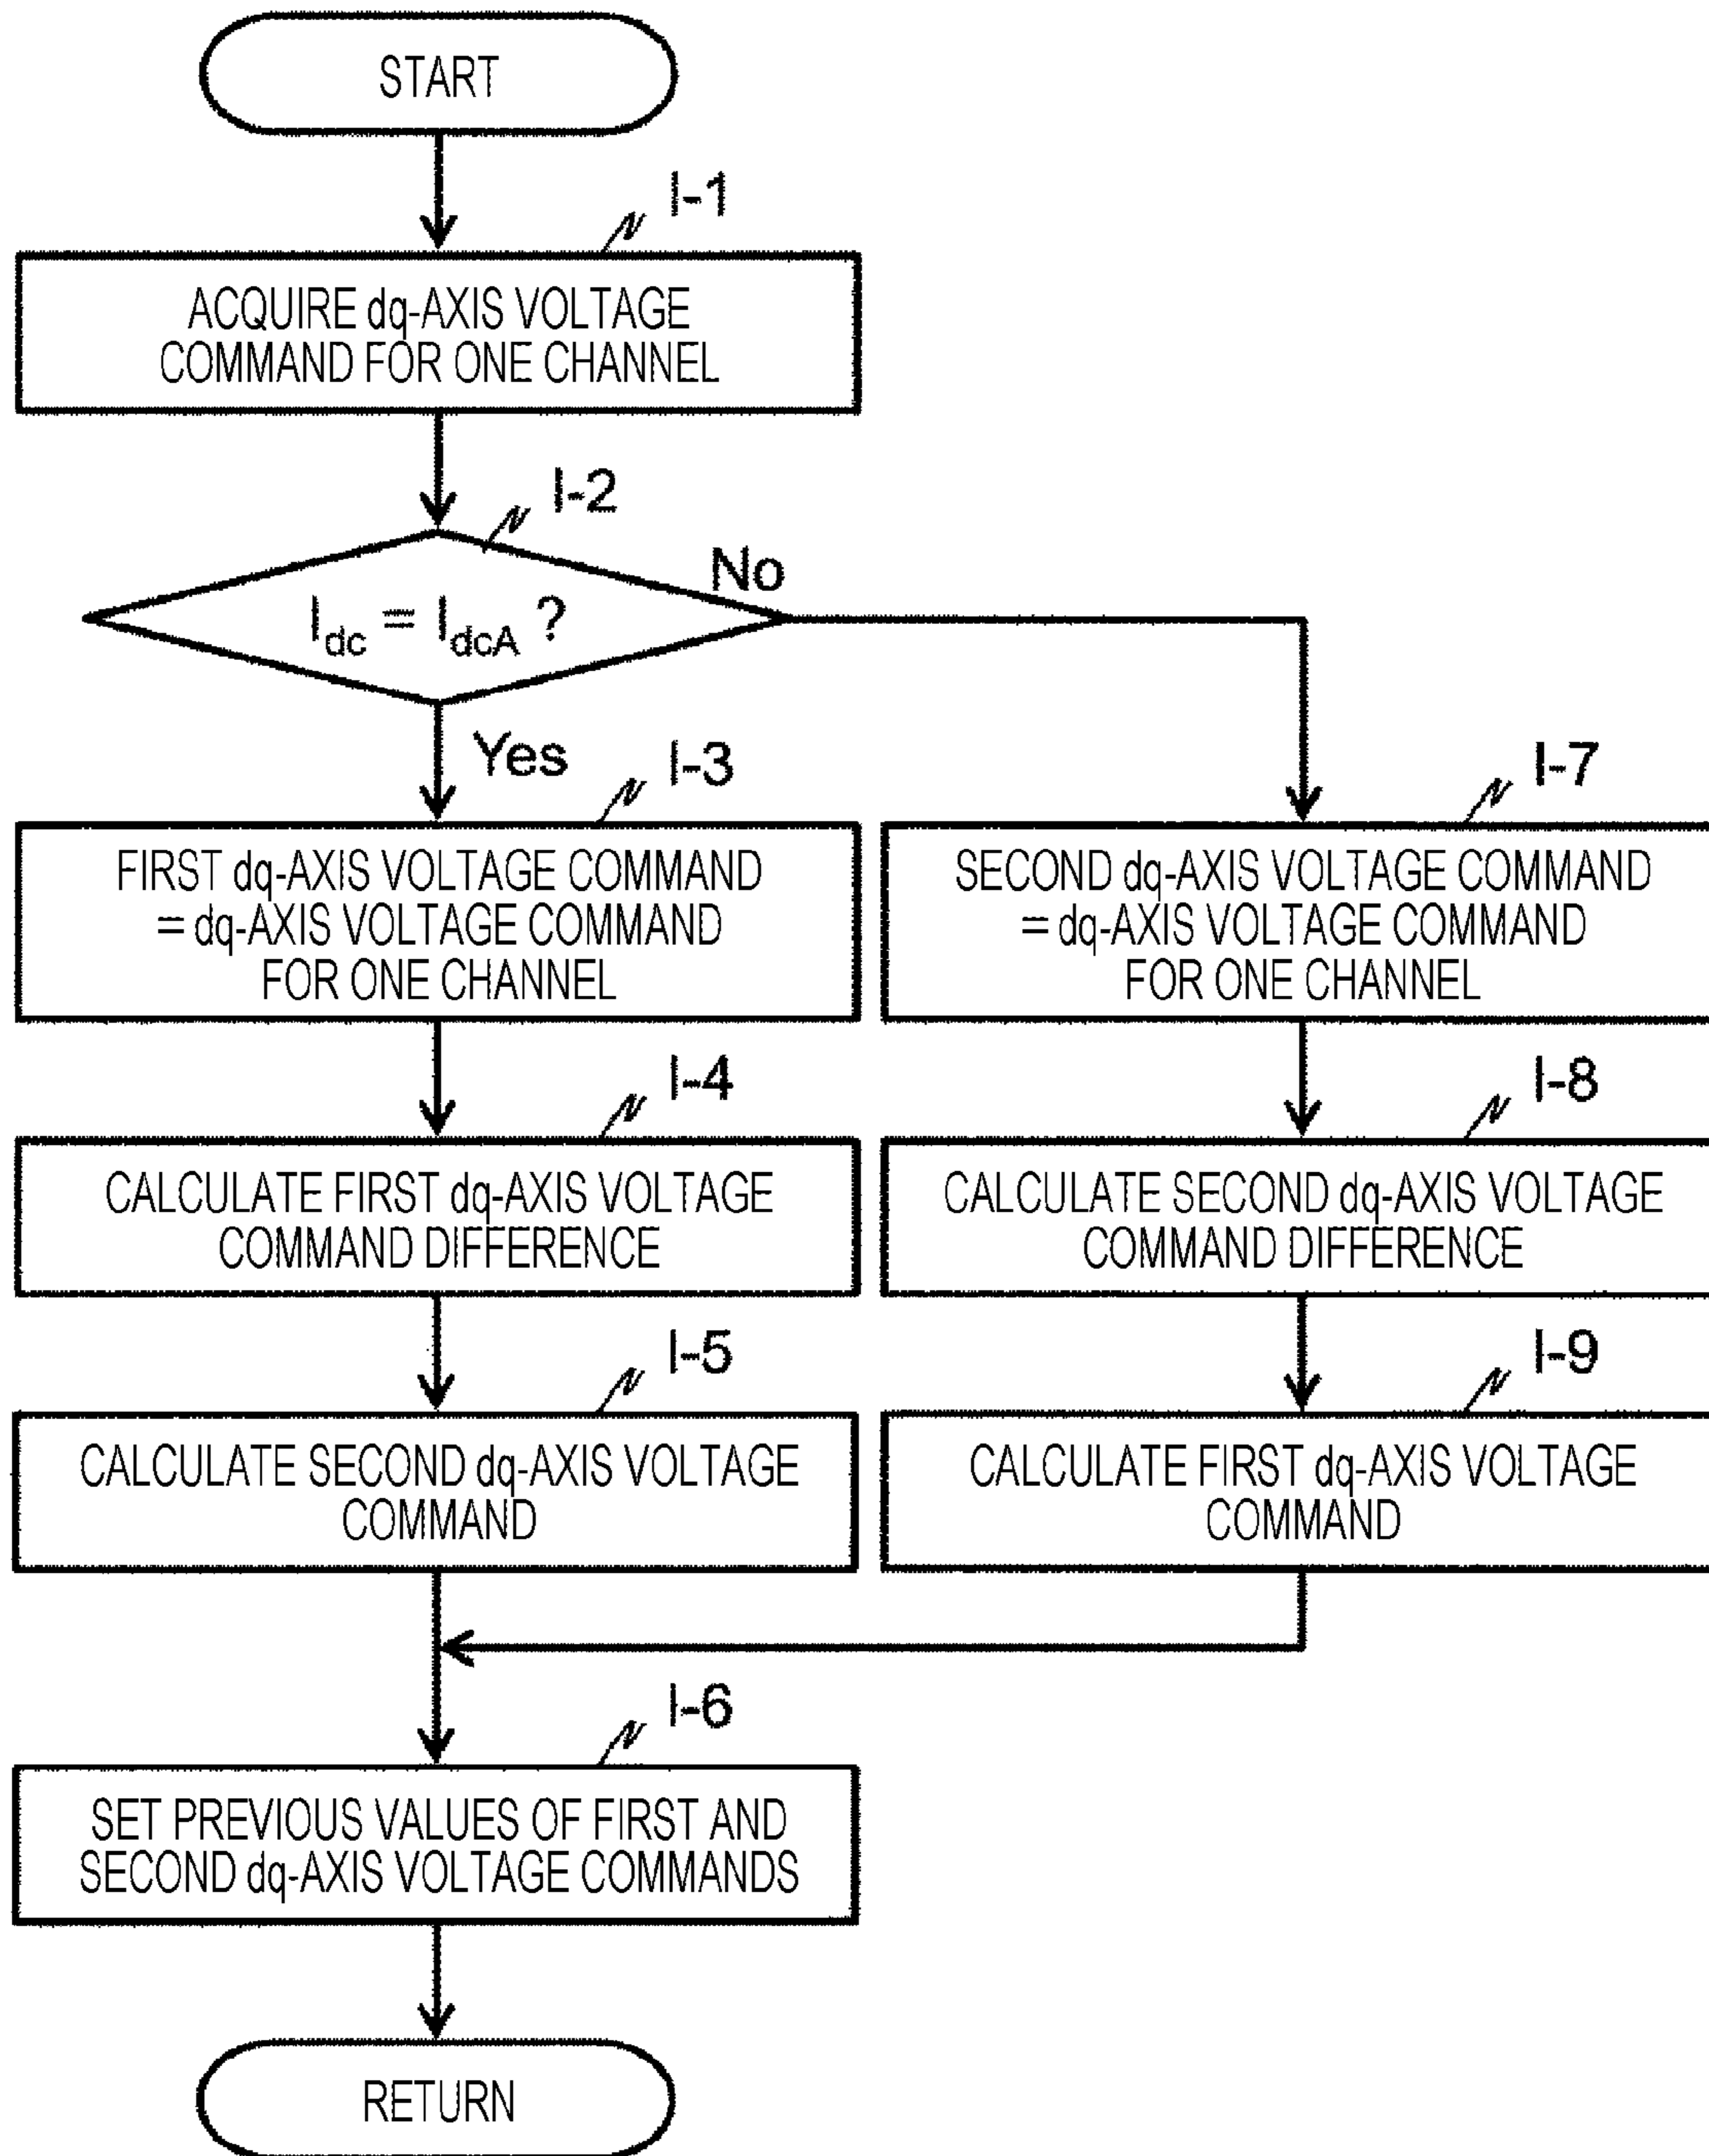 START
I-1
ACQUIRE dq-AXIS VOLTAGE
COMMAND FOR ONE CHANNEL
I-2
No
Idc = IdcA ?
Yes
I-3
FIRST dq-AXIS VOLTAGE COMMAND
= dq-AXIS VOLTAGE COMMAND
FOR ONE CHANNEL
I-4
CALCULATE FIRST dq-AXIS VOLTAGE
COMMAND DIFFERENCE
I-5
CALCULATE SECOND dq-AXIS VOLTAGE
COMMAND
I-7
SECOND dq-AXIS VOLTAGE COMMAND
= dq-AXIS VOLTAGE COMMAND
FOR ONE CHANNEL
I-8
CALCULATE SECOND dq-AXIS VOLTAGE
COMMAND DIFFERENCE
I-9
CALCULATE FIRST dq-AXIS VOLTAGE
COMMAND
I-6
SET PREVIOUS VALUES OF FIRST AND
SECOND dq-AXIS VOLTAGE COMMANDS
RETURN